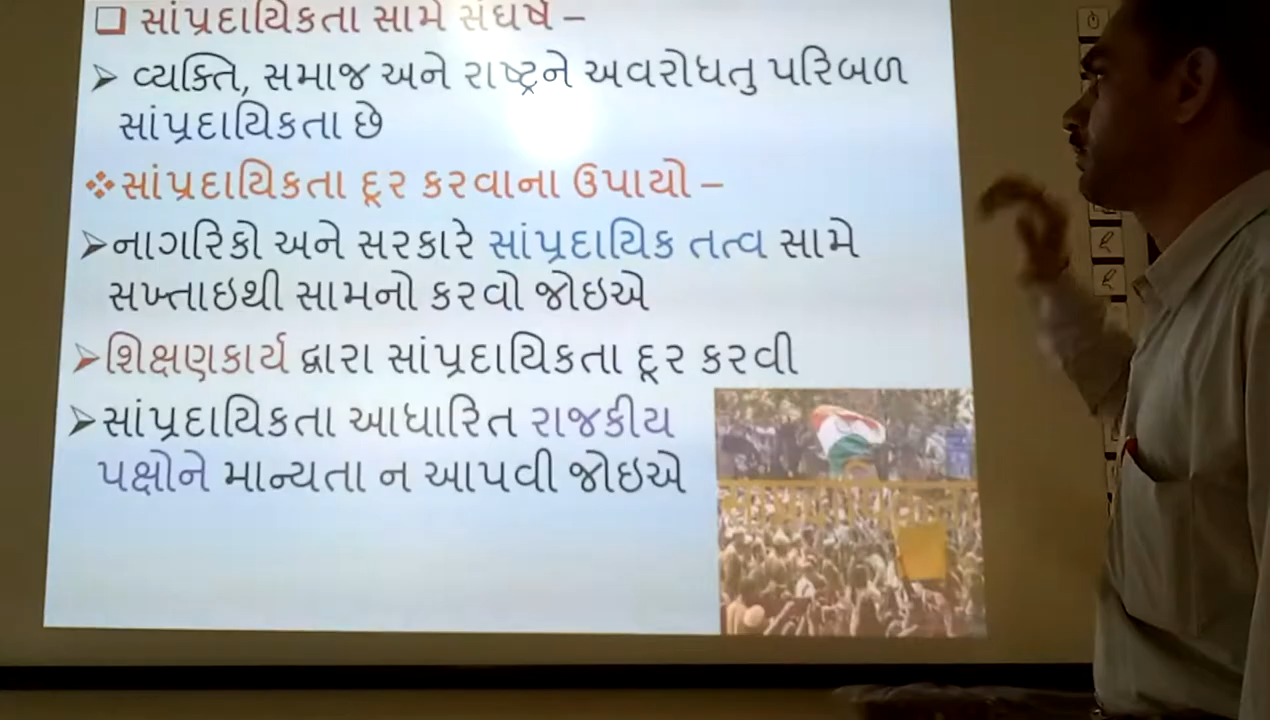 સાંપ્રદાયિકતા સામે સંઘર્ષ –
વ્યક્તિ, સમાજ અને રાષ્ટ્રને અવરોધતુ પરિબળ
સાંપ્રદાયિકતા છે
સાંપ્રદાયિકતા દૂર કરવાના ઉપાયો –
નાગરિકો અને સરકારે સાંપ્રદાયિક તત્વ સામે
સખ્તાઇથી સામનો કરવો જોઇએ
શિક્ષણકાર્ય દ્વારા સાંપ્રદાયિકતા દૂર કરવી
સાંપ્રદાયિકતા આધારિત રાજકીય
પક્ષોને માન્યતા ન આપવી જોઇએ